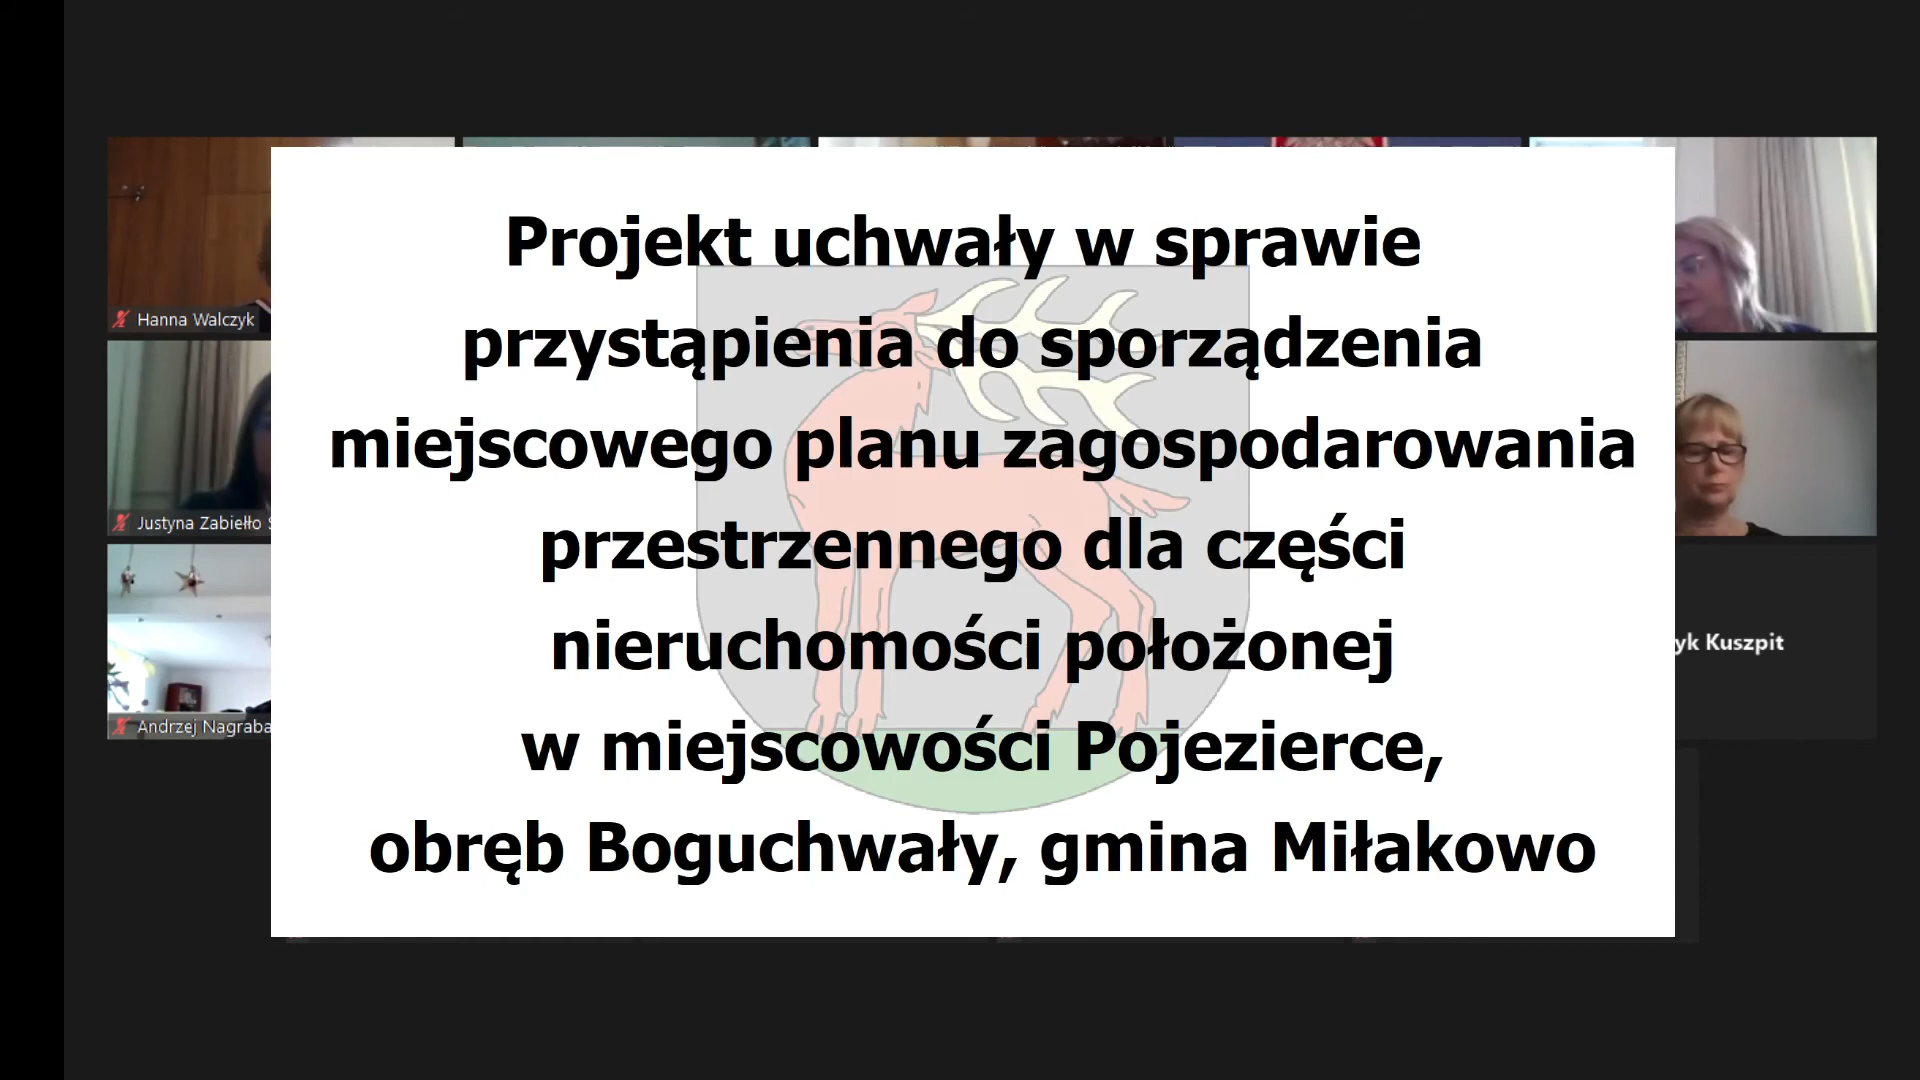 Projekt uchwały w sprawie
przystąpienia do sporządzenia
miejscowego planu zagospodarowania
przestrzennego dla części
nieruchomości położonej
w miejscowości Pojezierce,
obręb Boguchwały, gmina Miłakowo
Hanna Walczyk
Justyna Zabiełło
Andrzej Nagraba
Kuszpit